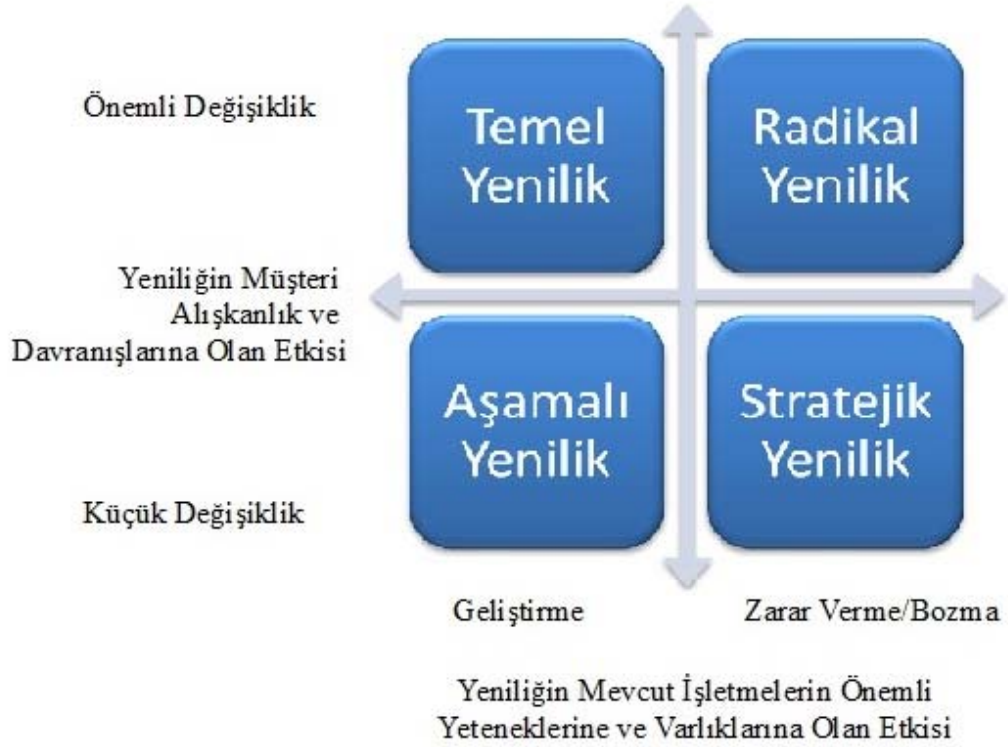 Önemli Değişiklik
Temel
Yenilik
Radikal
Yenilik
Yeniliğin Müşteri
Alışkanlık ve
Davranışlarına Olan Etkisi
Aşamalı
Yenilik
Stratejik
Yenilik
Küçük Değişiklik
Geliştirme
Zarar Verme/Bozma
Yeniliğin Mevcut İşletmelerin Önemli
Yeteneklerine ve Varlıklarına Olan Etkisi